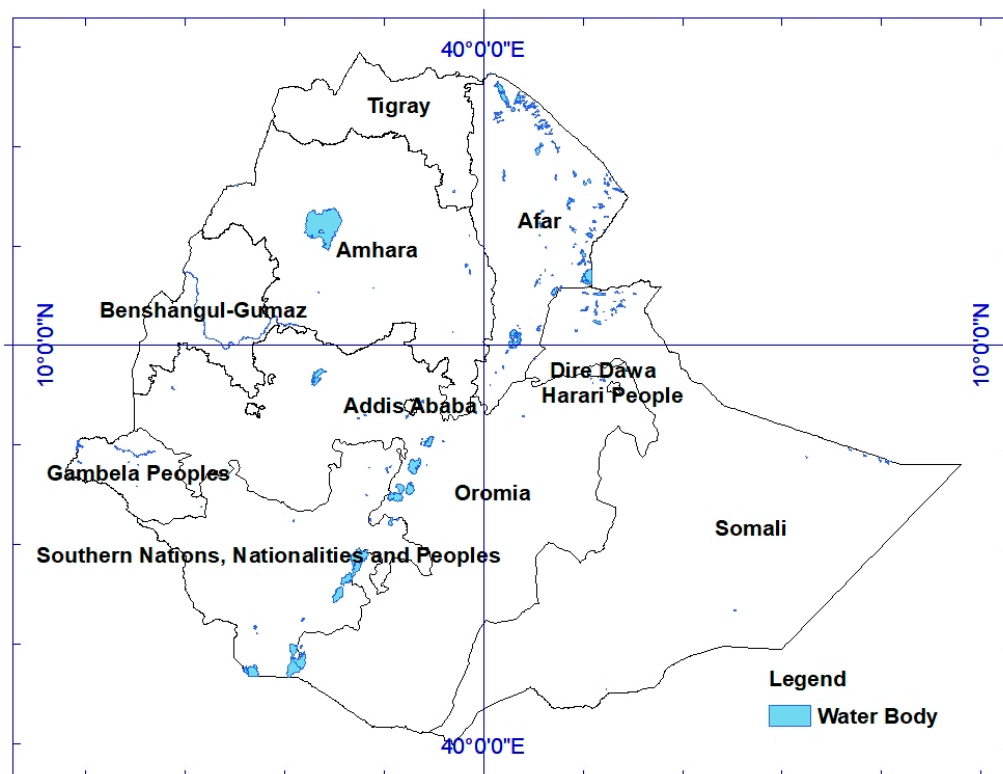 40°0'0"E
Tigray
Afar
Amhara
Benshangul-Gumaz
10°0'0"N
10°0'0"N
Dire Dawa
Harari People
Addis Ababa
Gambela Peoples
Oromia
Somali
Southern Nations, Nationalities and Peoples
Legend
Water Body
40°0'0"E